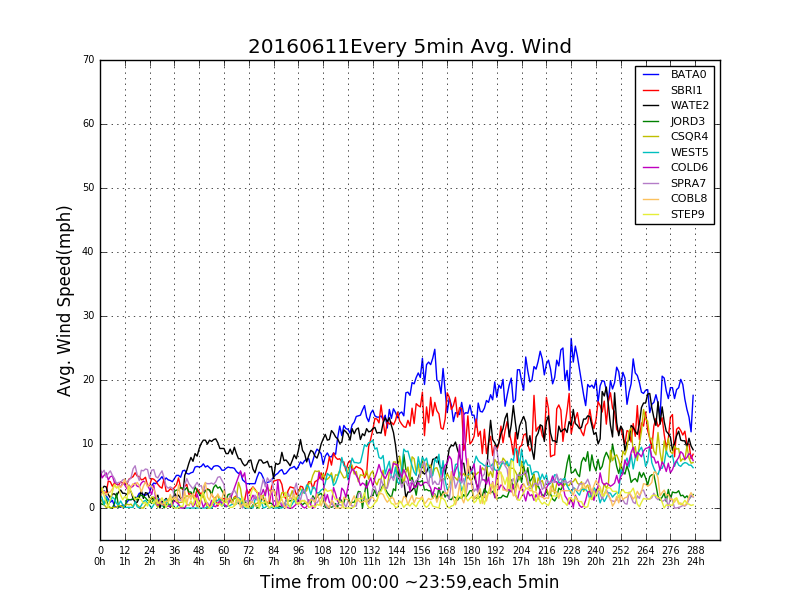 20160611Every 5min Avg. Wind
70
60
50
40
30
20
10
0
Avg. Wind Speed(mph)
BATA0
SBRI1
WATE2
JORD3
CSQR4
WEST5
COLD6
SPRA7
COBL8
STEP9
0 12 24 36 48 60 72 84 96 108 120 132 144 156 168 180 192 204 216 228 240 252 264 276 288
0h 1h 2h 3h 4h 5h 6h 7h 8h 9h 10h 11h 12h 13h 14h 15h 16h 17h 18h 19h 20h 21h 22h 23h 24h
Time from 00:00 ~23:59,each 5min